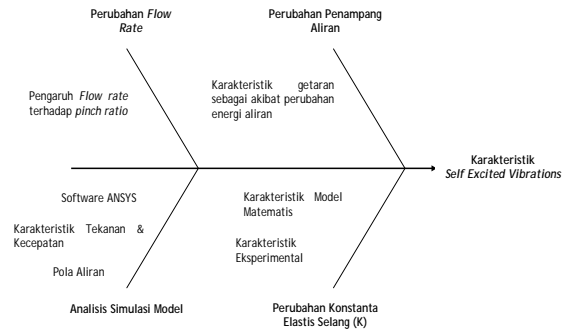 Perubahan Flow
Rate
Perubahan Penampang
Aliran
Pengaruh Flow rate
terhadap pinch ratio
Karakteristik getaran
sebagai akibat perubahan
energi aliran
Karakteristik
Self Excited Vibrations
Software ANSYS
Karakteristik Tekanan &
Kecepatan
Pola Aliran
Karakteristik Model
Matematis
Karakteristik
Eksperimental
Analisis Simulasi Model
Perubahan Konstanta
Elastis Selang (K)